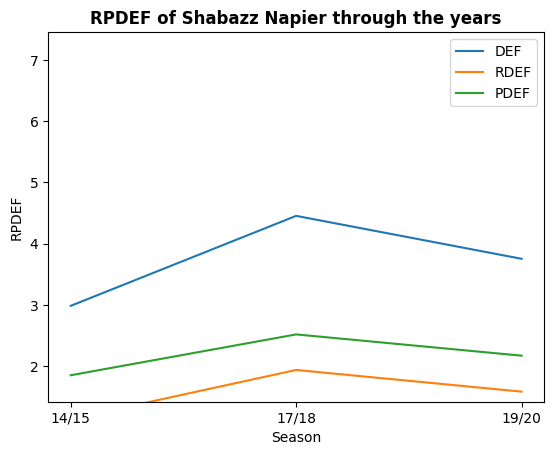 RPDEF of Shabazz Napier through the years
DEF
RDEF
PDEF
7
6
5
4
3
2
RPDEF
14/15
17/18
19/20
Season